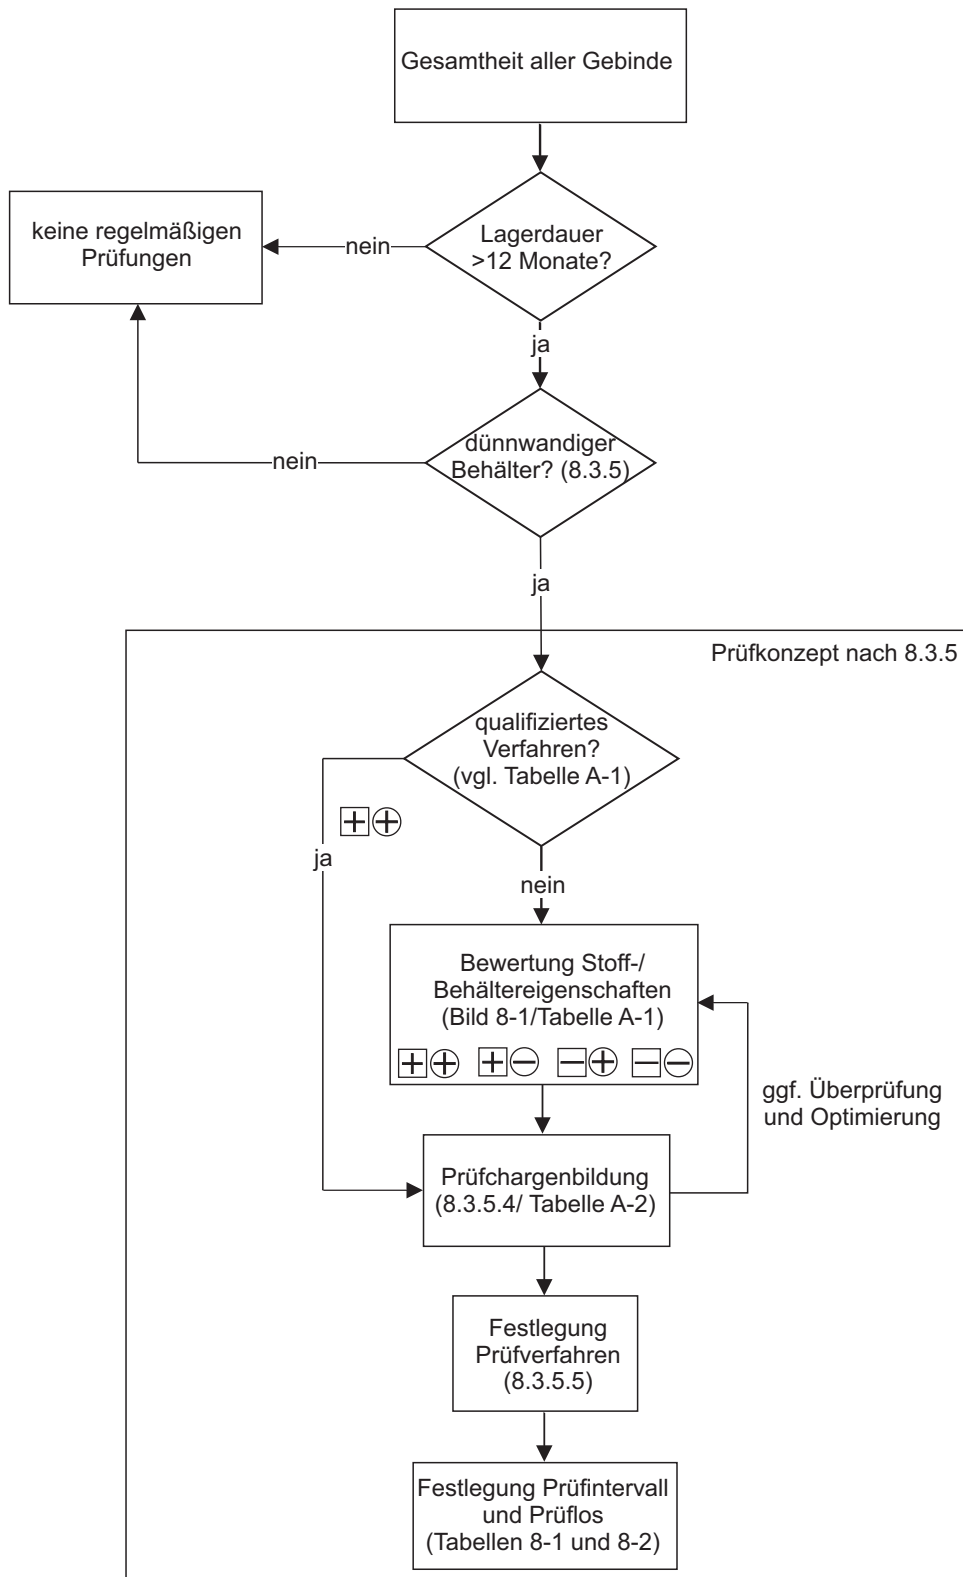 Gesamtheit aller Gebinde
Lagerdauer
>12 Monate?
nein
keine regelmäßigen
Prüfungen
ja
dünnwandiger
Behälter? (8.3.5)
nein
ja
Prüfkonzept nach 8.3.5
qualifiziertes
Verfahren?
(vgl. Tabelle A-1)
ja
nein
Bewertung Stoff-/
Behältereigenschaften
(Bild 8-1/Tabelle A-1)
ggf. Überprüfung
und Optimierung
Prüfchargenbildung
(8.3.5.4/ Tabelle A-2)
Festlegung
Prüfverfahren
(8.3.5.5)
Festlegung Prüfintervall
und Prüflos
(Tabellen 8-1 und 8-2)